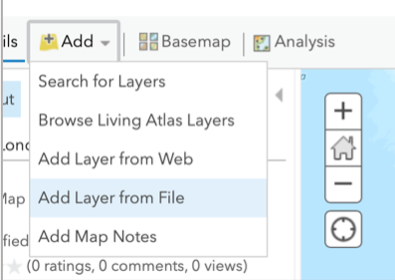 ils Add Basemap Analysis
Search for Layers
ut
Browse Living Atlas Layers
Lond
Add Layer from Web
Map
Add Layer from File
Add Map Notes
fied
(0 ratings, 0 comments, 0 views)